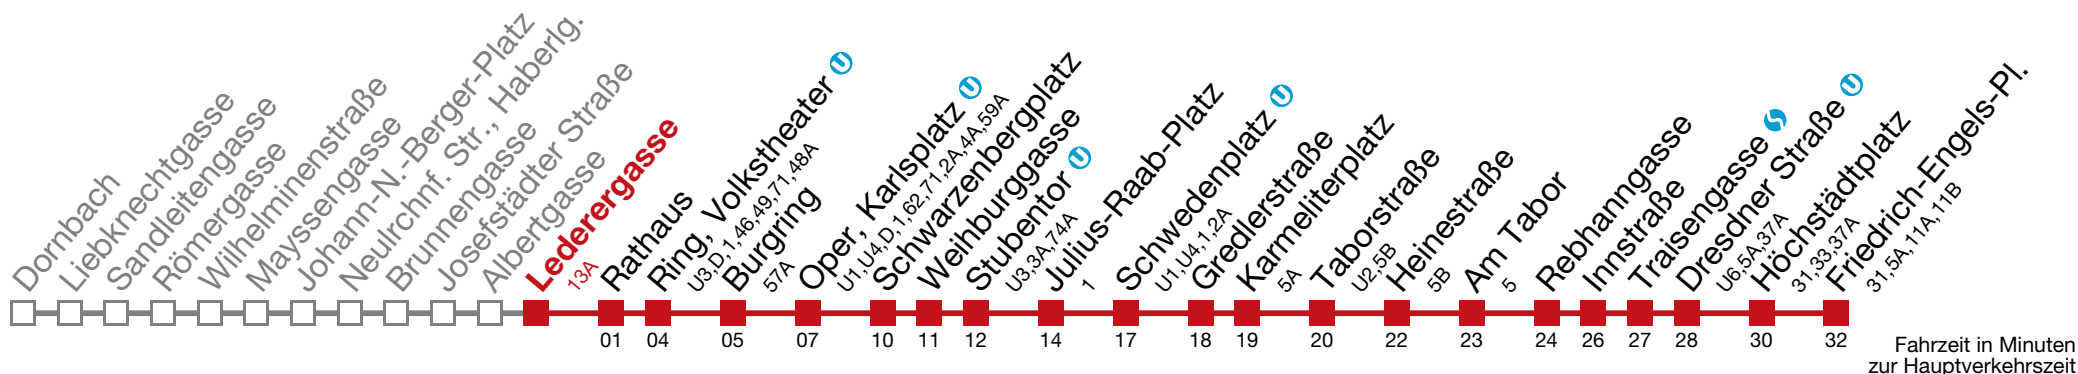 Dornbach
Liebknechtgasse
Sandleitengasse
Römergasse
Wilhelminenstraße
Mayssengasse
Johann-N.-Berger-Platz
Neulrchnf. Str., Haberlg.
Brunnengasse
Josefstädter Straße
Albertgasse
Lederergasse
13A
Rathaus
Ring, Volkstheater
U3,D,1,46,49,71,48A
Burgring
57A
Oper, Karlsplatz
U1,U4,D,1,62,71,2A,4A,59A
Schwarzenbergplatz
Weihburggasse
Stubentor
U3,3A,74A
Julius-Raab-Platz
1
Schwedenplatz
U1,U4,1,2A
Gredlerstraße
Karmeliterplatz
5A
Taborstraße
U2,5B
Heinestraße
5B
Am Tabor
5
Rebhanngasse
Innstraße
Traisengasse
Dresdner Straße
U6,5A,37A
Höchstädtplatz
31,33,37A
Friedrich-Engels-Pl.
31,5A,11A,11B
01 04 05 07 10 11 12 14 17 18 19 20 22 23 24 26 27 28 30 32
Fahrzeit in Minuten
zur Hauptverkehrszeit